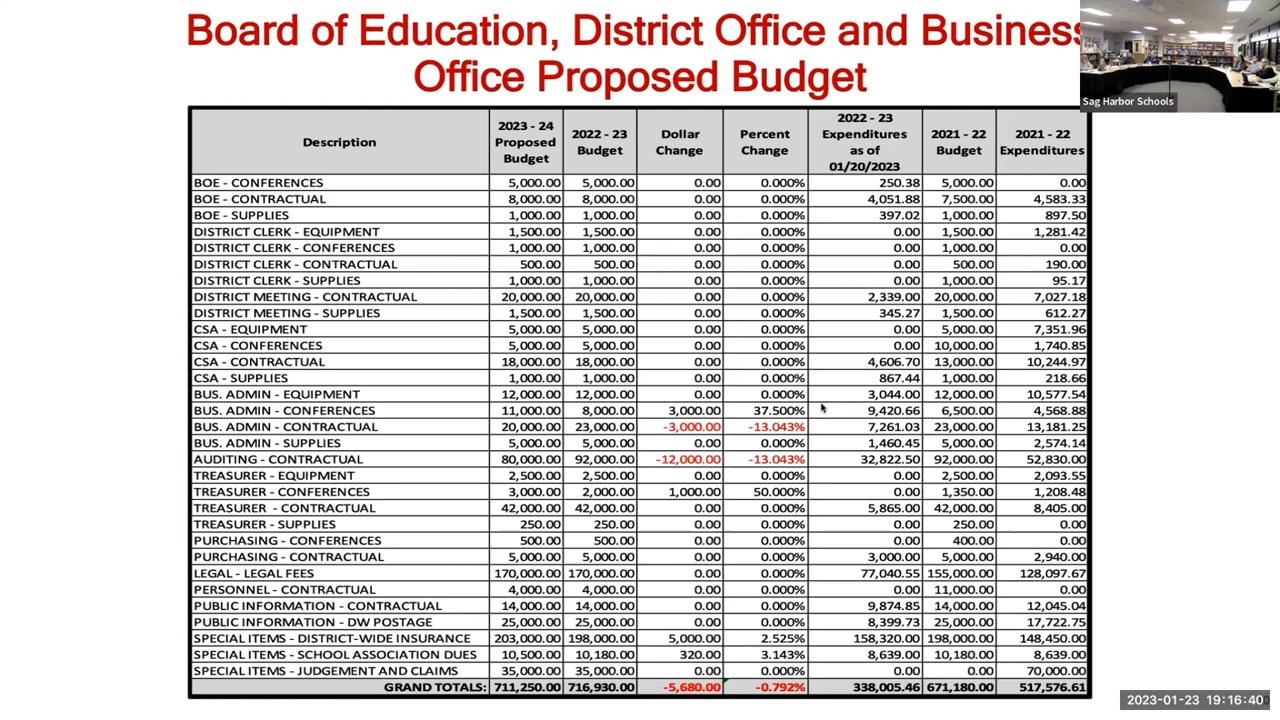 Board of Education, District Office and Business
Office Proposed Budget
Sag Harbor Schools
Description 2023 - 24 Proposed Budget 2022 - 23 Budget Dollar Change Percent Change 2022 - 23 Expenditures as of 01/20/2023 2021 - 22 Budget 2021 - 22 Expenditures
BOE - CONFERENCES 5,000.00 5,000.00 0.00 0.000% 250.38 5,000.00 0.00
BOE - CONTRACTUAL 8,000.00 8,000.00 0.00 0.000% 4,051.88 7,500.00 4,583.33
BOE - SUPPLIES 1,000.00 1,000.00 0.00 0.000% 397.02 1,000.00 897.50
DISTRICT CLERK - EQUIPMENT 1,500.00 1,500.00 0.00 0.000% 0.00 1,500.00 1,281.42
DISTRICT CLERK - CONFERENCES 1,000.00 1,000.00 0.00 0.000% 0.00 1,000.00 0.00
DISTRICT CLERK - CONTRACTUAL 500.00 500.00 0.00 0.000% 0.00 500.00 190.00
DISTRICT CLERK - SUPPLIES 1,000.00 1,000.00 0.00 0.000% 0.00 1,000.00 95.17
DISTRICT MEETING - CONTRACTUAL 20,000.00 20,000.00 0.00 0.000% 2,339.00 20,000.00 7,027.18
DISTRICT MEETING - SUPPLIES 1,500.00 1,500.00 0.00 0.000% 345.27 1,500.00 612.27
CSA - EQUIPMENT 5,000.00 5,000.00 0.00 0.000% 0.00 5,000.00 7,351.96
CSA - CONFERENCES 5,000.00 5,000.00 0.00 0.000% 0.00 10,000.00 1,740.85
CSA - CONTRACTUAL 18,000.00 18,000.00 0.00 0.000% 4,606.70 13,000.00 10,244.97
CSA - SUPPLIES 1,000.00 1,000.00 0.00 0.000% 867.44 1,000.00 218.66
BUS. ADMIN - EQUIPMENT 12,000.00 12,000.00 0.00 0.000% 3,044.00 12,000.00 10,577.54
BUS. ADMIN - CONFERENCES 11,000.00 8,000.00 3,000.00 37.500% 9,420.66 6,500.00 4,568.88
BUS. ADMIN - CONTRACTUAL 20,000.00 23,000.00 -3,000.00 -13.043% 7,261.03 23,000.00 13,181.25
BUS. ADMIN - SUPPLIES 5,000.00 5,000.00 0.00 0.000% 1,460.45 5,000.00 2,574.14
AUDITING - CONTRACTUAL 80,000.00 92,000.00 -12,000.00 -13.043% 32,822.50 92,000.00 52,830.00
TREASURER - EQUIPMENT 2,500.00 2,500.00 0.00 0.000% 0.00 2,500.00 2,093.55
TREASURER - CONFERENCES 3,000.00 2,000.00 1,000.00 50.000% 0.00 1,350.00 1,208.48
TREASURER - CONTRACTUAL 42,000.00 42,000.00 0.00 0.000% 5,865.00 42,000.00 8,405.00
TREASURER - SUPPLIES 250.00 250.00 0.00 0.000% 0.00 250.00 0.00
PURCHASING - CONFERENCES 500.00 500.00 0.00 0.000% 0.00 400.00 0.00
PURCHASING - CONTRACTUAL 5,000.00 5,000.00 0.00 0.000% 3,000.00 5,000.00 2,940.00
LEGAL - LEGAL FEES 170,000.00 170,000.00 0.00 0.000% 77,040.55 155,000.00 128,097.67
PERSONNEL - CONTRACTUAL 4,000.00 4,000.00 0.00 0.000% 0.00 11,000.00 0.00
PUBLIC INFORMATION - CONTRACTUAL 14,000.00 14,000.00 0.00 0.000% 9,874.85 14,000.00 12,045.04
PUBLIC INFORMATION - DW POSTAGE 25,000.00 25,000.00 0.00 0.000% 8,399.73 25,000.00 17,722.75
SPECIAL ITEMS - DISTRICT-WIDE INSURANCE 203,000.00 198,000.00 5,000.00 2.525% 158,320.00 198,000.00 148,450.00
SPECIAL ITEMS - SCHOOL ASSOCIATION DUES 10,500.00 10,180.00 320.00 3.143% 8,639.00 10,180.00 8,639.00
SPECIAL ITEMS - JUDGEMENT AND CLAIMS 35,000.00 35,000.00 0.00 0.000% 0.00 0.00 70,000.00
GRAND TOTALS: 711,250.00 716,930.00 -5,680.00 -0.792% 338,005.46 671,180.00 517,576.61
2023-01-23 19:16:40